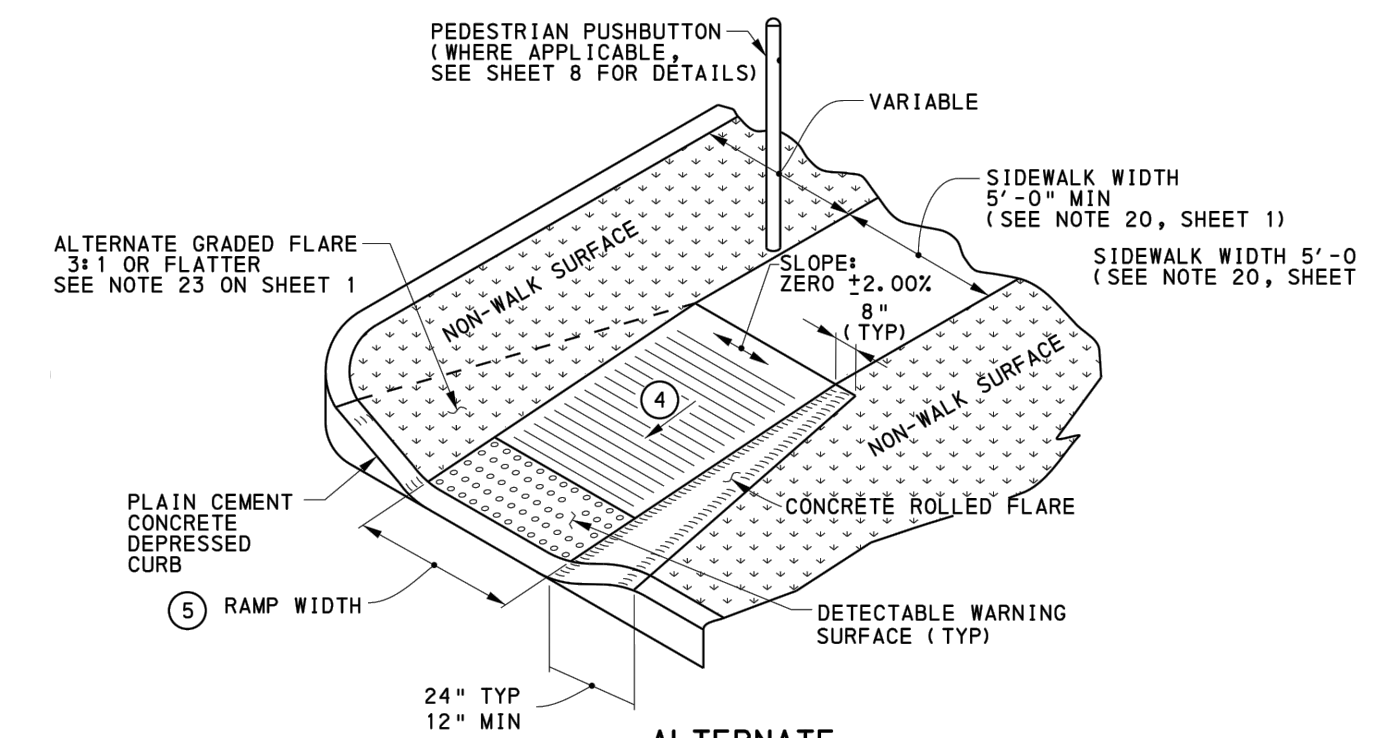 PEDESTRIAN PUSHBUTTON
(WHERE APPLICABLE,
SEE SHEET 8 FOR DETAILS)
VARIABLE
SIDEWALK WIDTH
5'-0" MIN
(SEE NOTE 20, SHEET 1)
ALTERNATE GRADED FLARE
3:1 OR FLATTER
SEE NOTE 23 ON SHEET 1
SIDEWALK WIDTH 5'-0
(SEE NOTE 20, SHEET
NON-WALK SURFACE
SLOPE:
ZERO ±2.00%
8"
(TYP)
4
NON-WALK SURFACE
PLAIN CEMENT
CONCRETE
DEPRESSED
CURB
CONCRETE ROLLED FLARE
5 RAMP WIDTH
DETECTABLE WARNING
SURFACE (TYP)
24" TYP
12" MIN
ALTERNATE